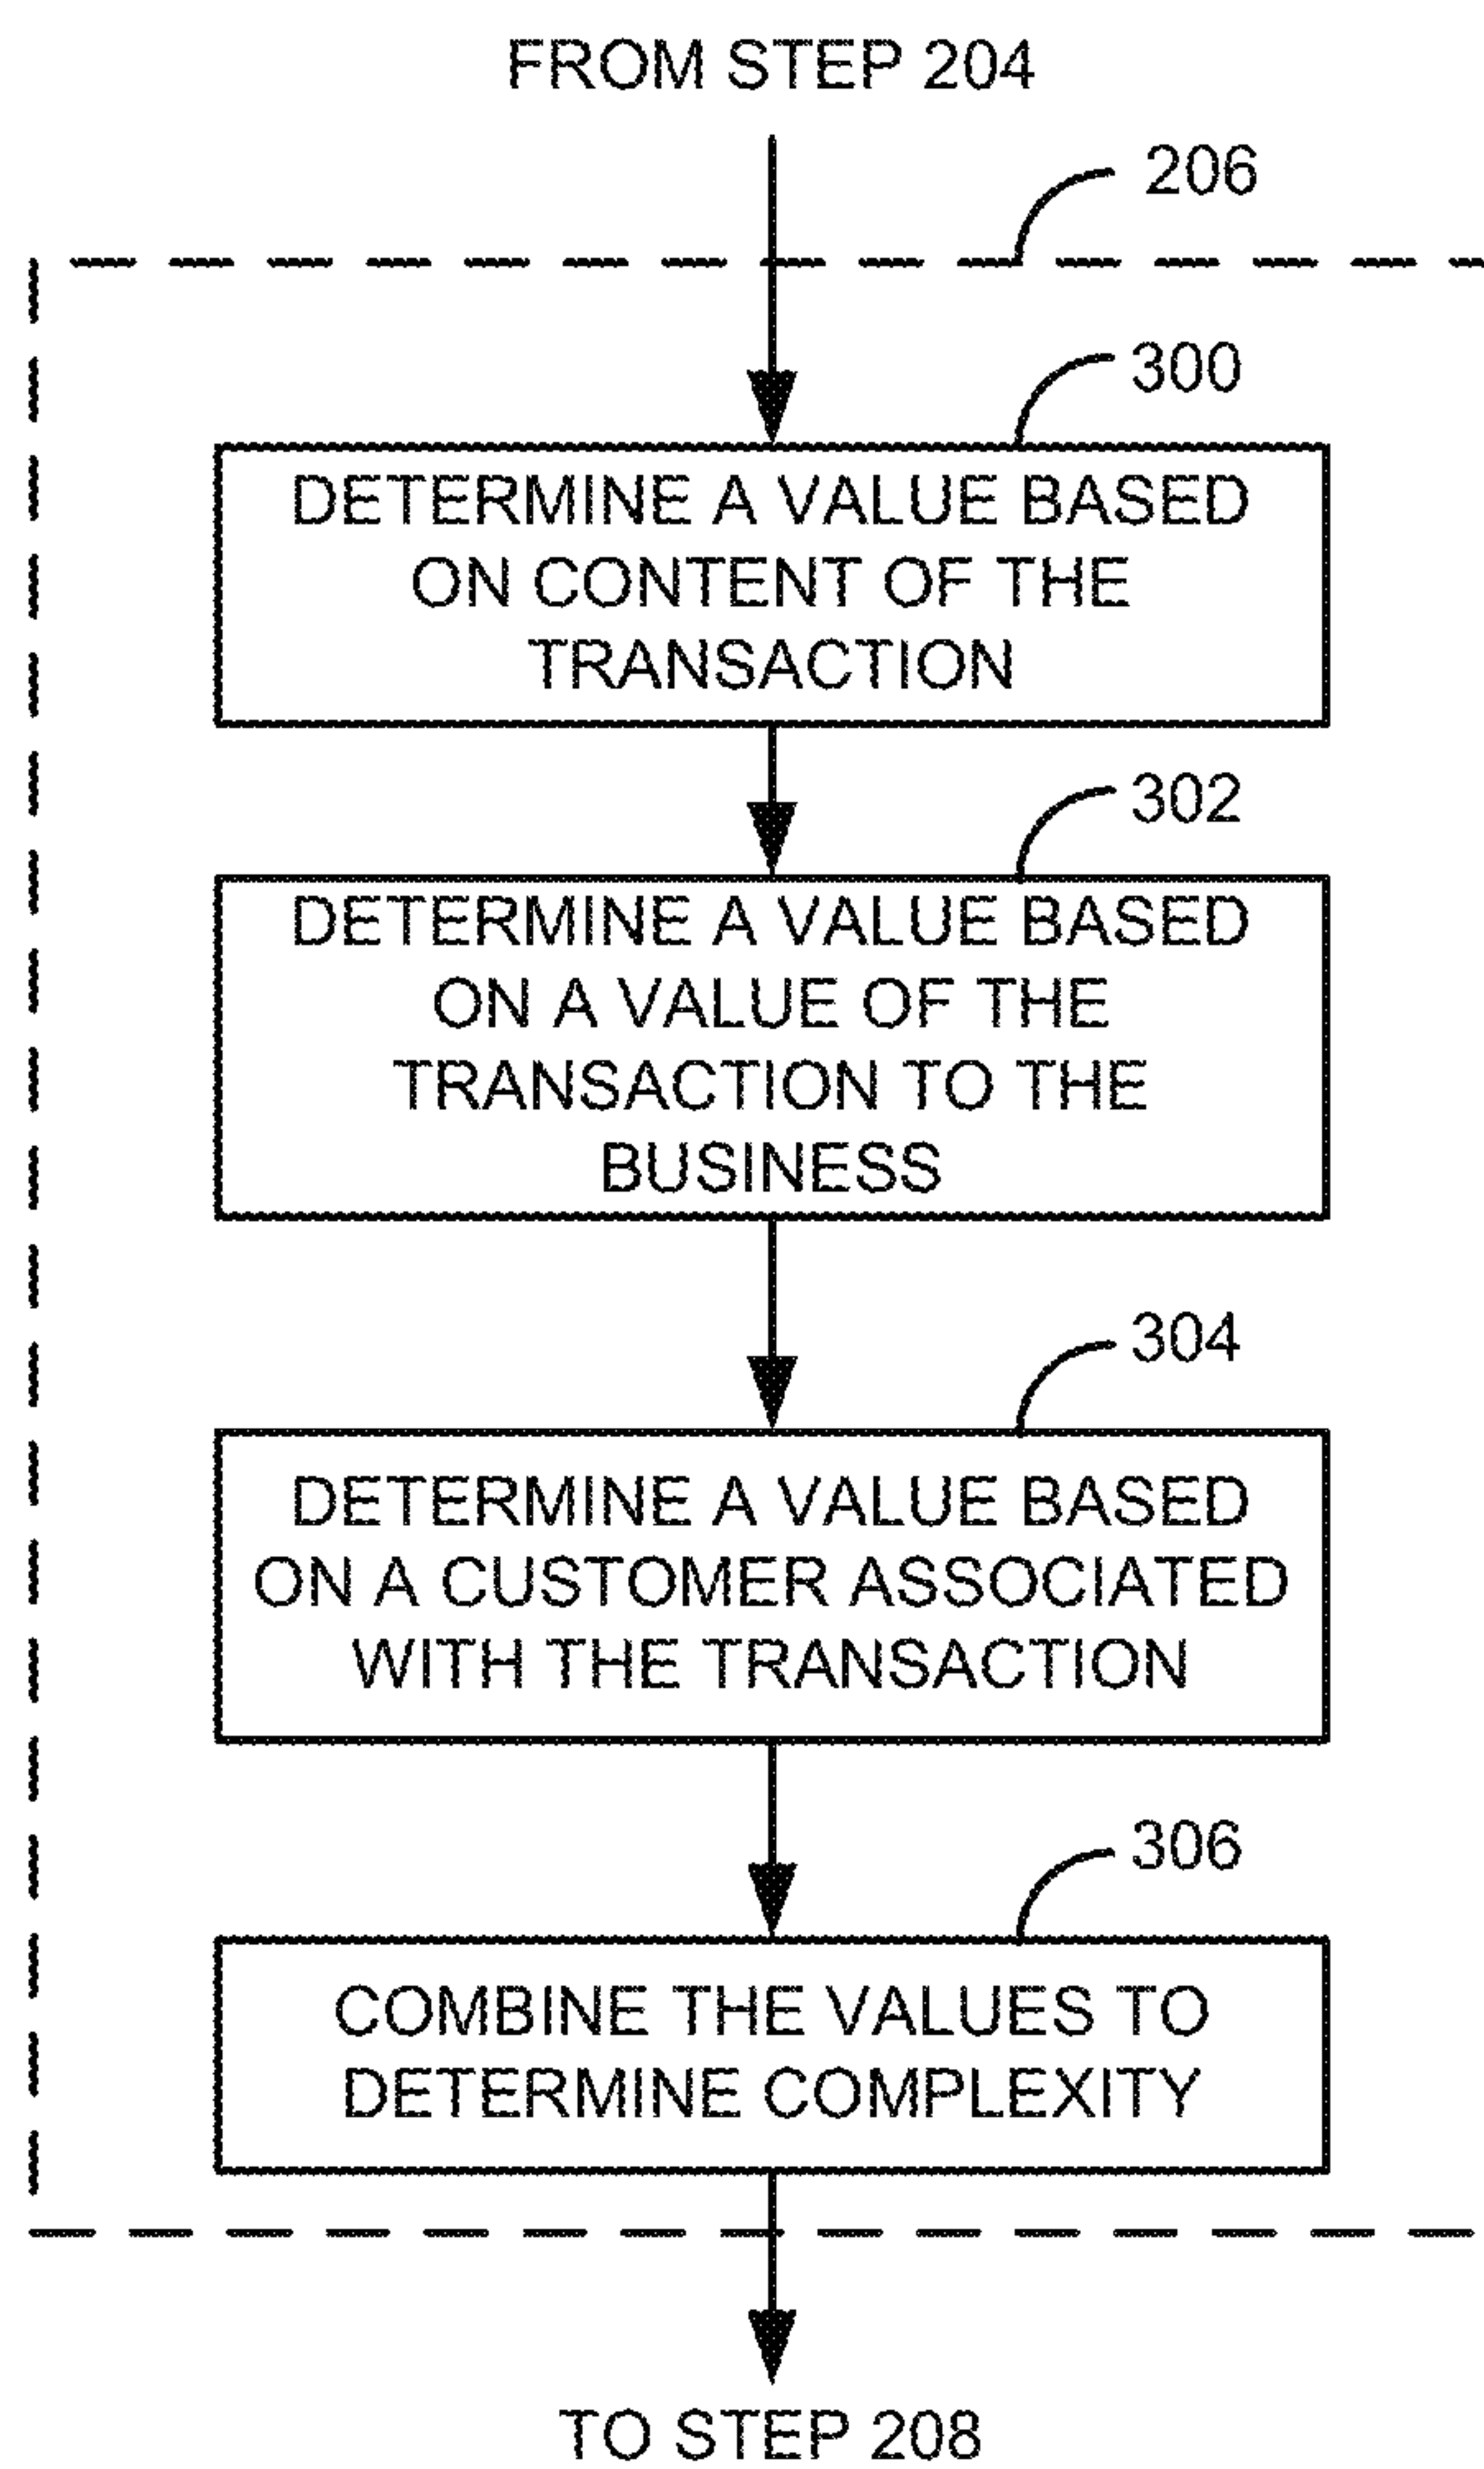 FROM STEP 204
206
300
DETERMINE A VALUE BASED
ON CONTENT OF THE
TRANSACTION
302
DETERMINE A VALUE BASED
ON A VALUE OF THE
TRANSACTION TO THE
BUSINESS
304
DETERMINE A VALUE BASED
ON A CUSTOMER ASSOCIATED
WITH THE TRANSACTION
306
COMBINE THE VALUES TO
DETERMINE COMPLEXITY
TO STEP 208